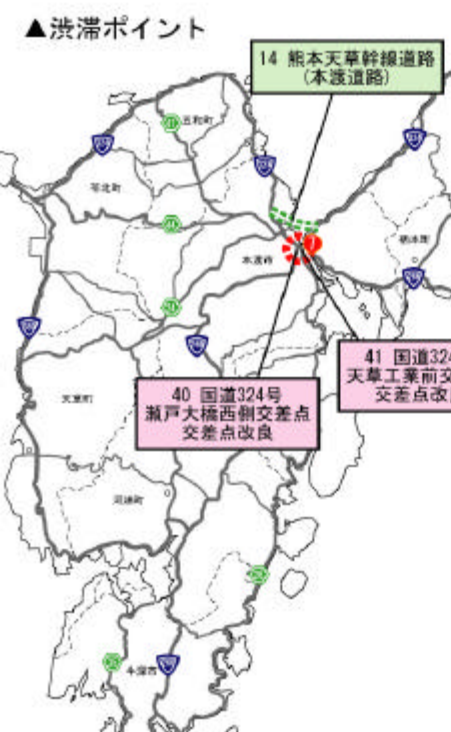 ▲渋滞ポイント
14 熊本天草幹線道路
(本渡道路)
五和町
苓北町
本渡市
栖本町
41 国道324
天草工業前交
交差点改
40 国道324号
瀬戸大橋西側交差点
交差点改良
天草町
河浦町
牛深市